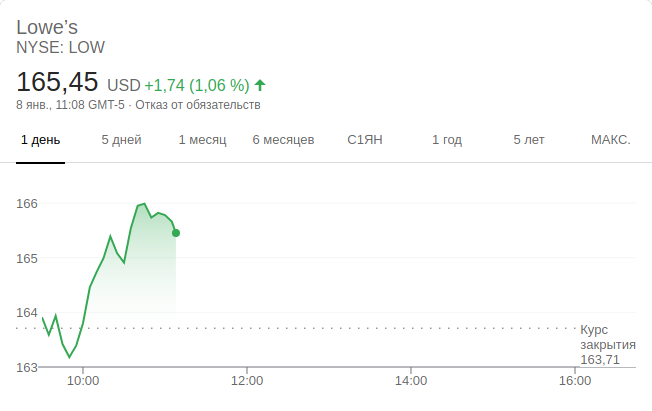 Lowe's
NYSE: LOW
165,45 USD +1,74 (1,06 %)
8 янв., 11:08 GMT-5 · Отказ от обязательств
1 день 5 дней 1 месяц 6 месяцев С1ЯН 1 год 5 лет МАКС.
166
165
164
163
Курс
закрытия
163,71
10:00 12:00 14:00 16:00